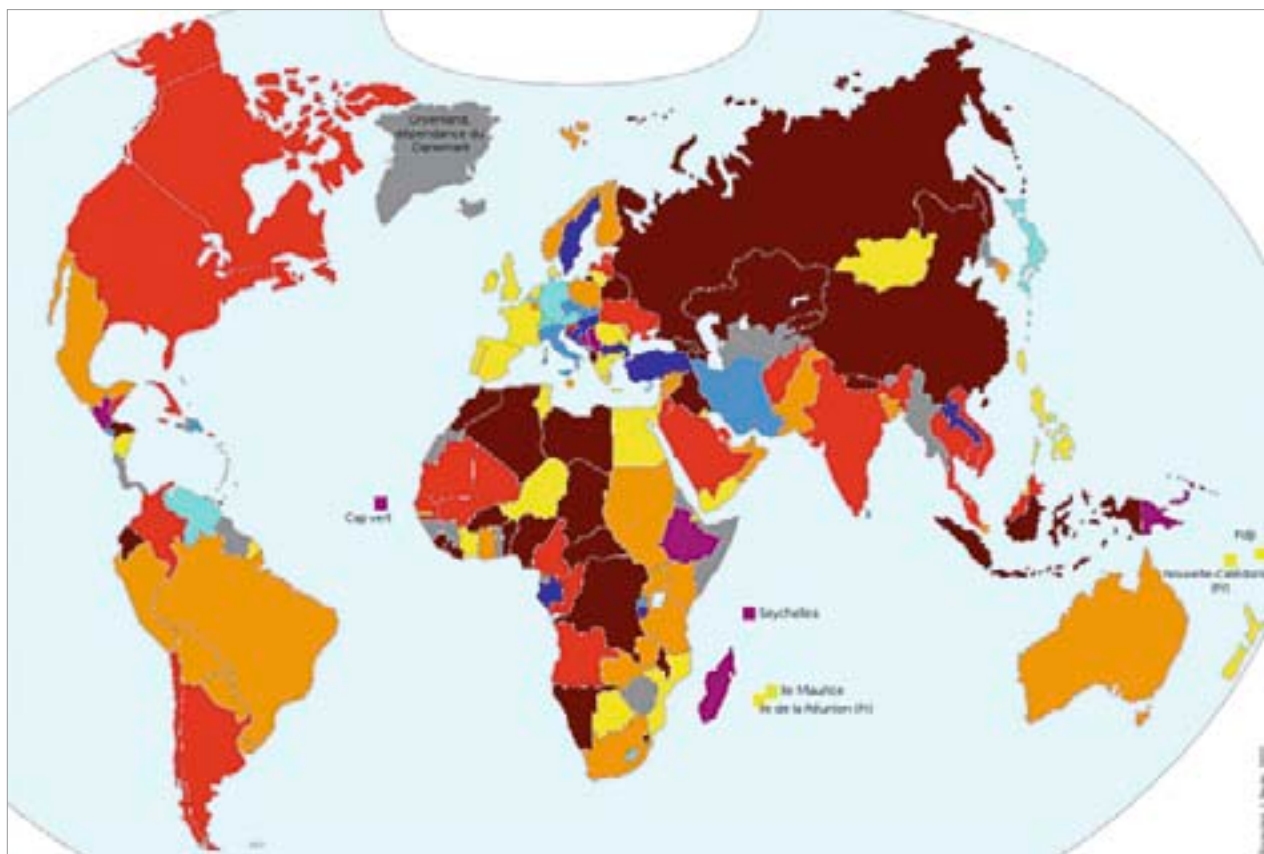 Groenland,
dépendance du
Danemark
Cap vert
Seychelles
Ile Maurice
Ile de la Réunion (Fr)
Fidji
Nouvelle-Calédonie
(Fr)